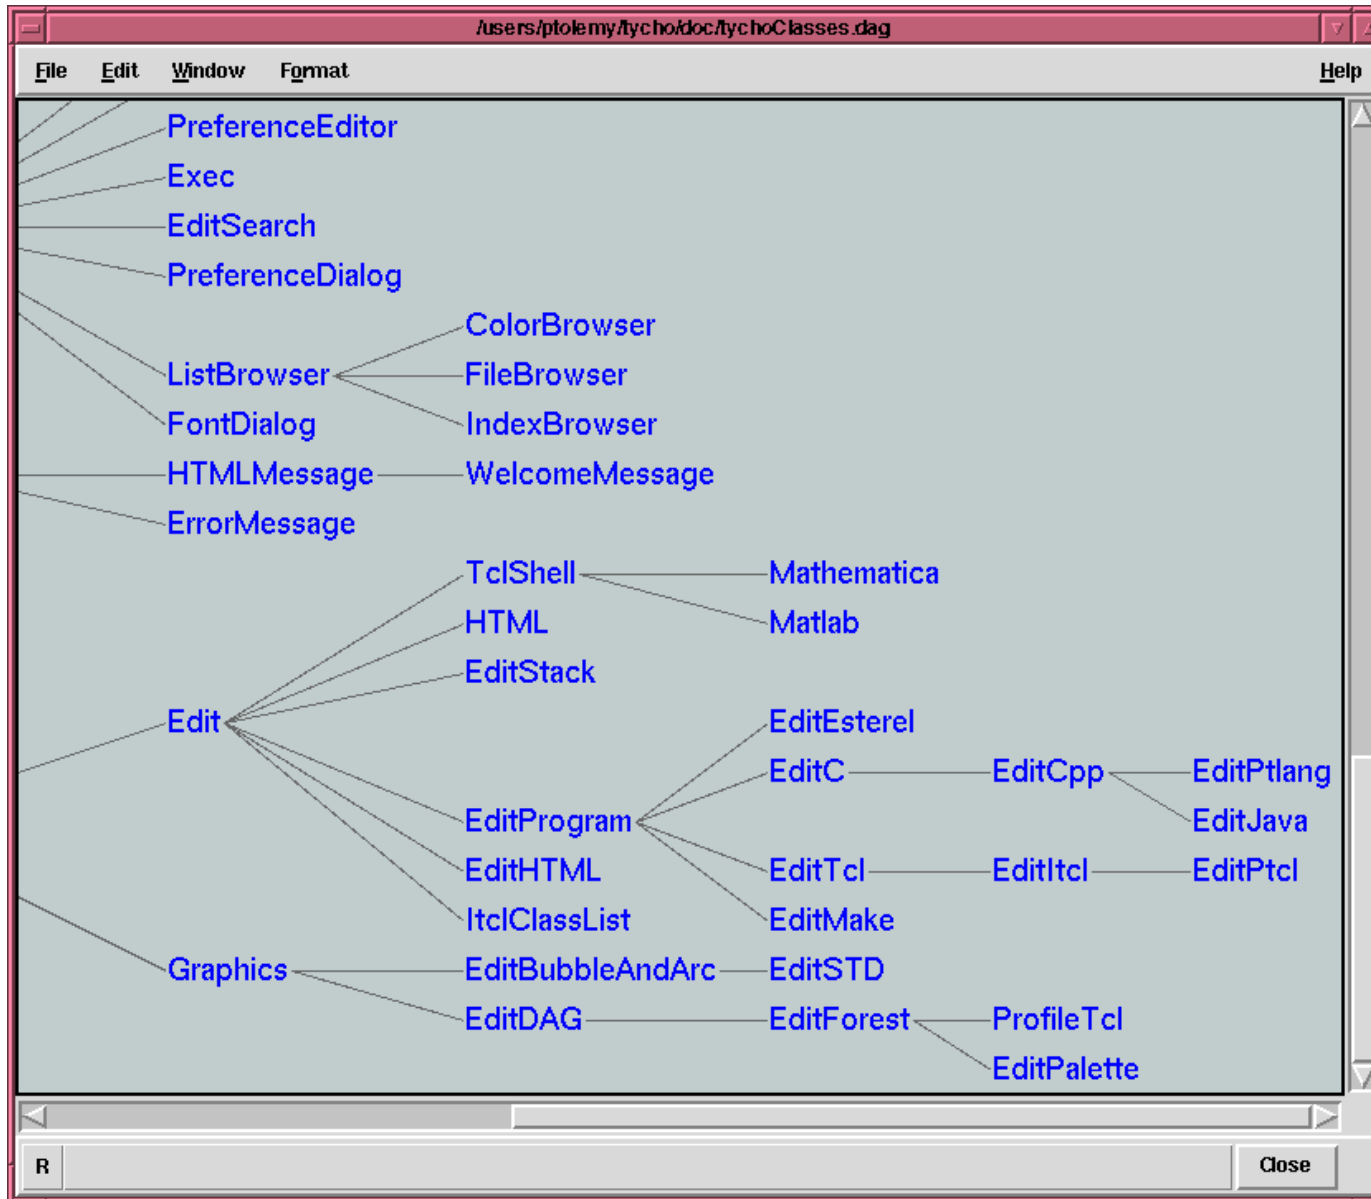 /users/ptolemy/tycho/doc/tychoClasses.dag
File Edit Window Format Help
PreferenceEditor
Exec
EditSearch
PreferenceDialog
ColorBrowser
ListBrowser FileBrowser
FontDialog IndexBrowser
HTMLMessage WelcomeMessage
ErrorMessage
TclShell Mathematica
HTML Matlab
EditStack
Edit EditEsterel
EditC EditCpp EditPtlang
EditProgram EditJava
EditHTML EditTcl EditItcl EditPtcl
ItclClassList EditMake
Graphics EditBubbleAndArc EditSTD
EditDAG EditForest ProfileTcl
EditPalette
R Close